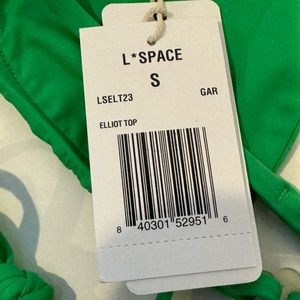 L*SPACE
S
LSELT23 GAR
ELLIOT TOP
8 40301 52951 6